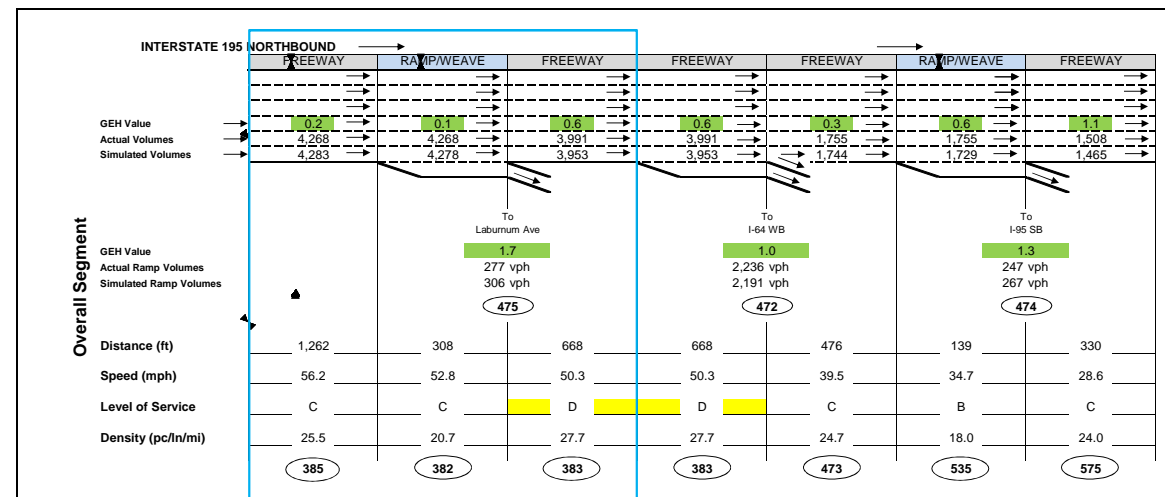 INTERSTATE 195 NORTHBOUND
FREEWAY RAMP/WEAVE FREEWAY FREEWAY FREEWAY RAMP/WEAVE FREEWAY
GEH Value 0.2 0.1 0.6 0.6 0.3 0.6 1.1
Actual Volumes 4,268 4,268 3,991 3,991 1,755 1,755 1,508
Simulated Volumes 4,283 4,278 3,953 3,953 1,744 1,729 1,465
To To To
Laburnum Ave I-64 WB I-95 SB
GEH Value 1.7 1.0 1.3
Actual Ramp Volumes 277 vph 2,236 vph 247 vph
Simulated Ramp Volumes 306 vph 2,191 vph 267 vph
475 472 474
Overall Segment
Distance (ft) 1,262 308 668 668 476 139 330
Speed (mph) 56.2 52.8 50.3 50.3 39.5 34.7 28.6
Level of Service C C D D C B C
Density (pc/ln/mi) 25.5 20.7 27.7 27.7 24.7 18.0 24.0
385 382 383 383 473 535 575